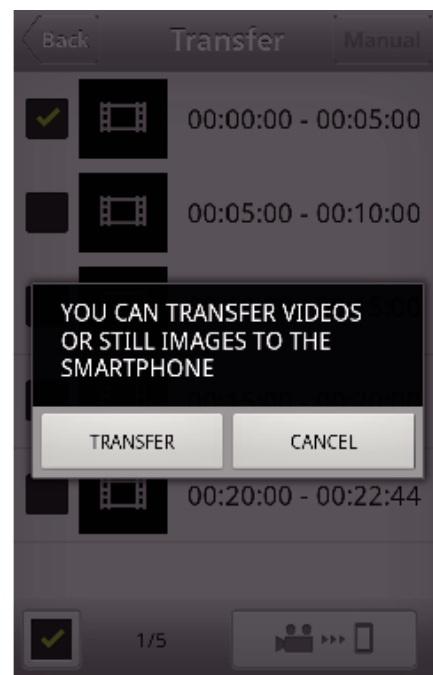 Back Transfer Manual
00:00:00 - 00:05:00
00:05:00 - 00:10:00
YOU CAN TRANSFER VIDEOS
OR STILL IMAGES TO THE
SMARTPHONE
TRANSFER CANCEL
00:20:00 - 00:22:44
1/5